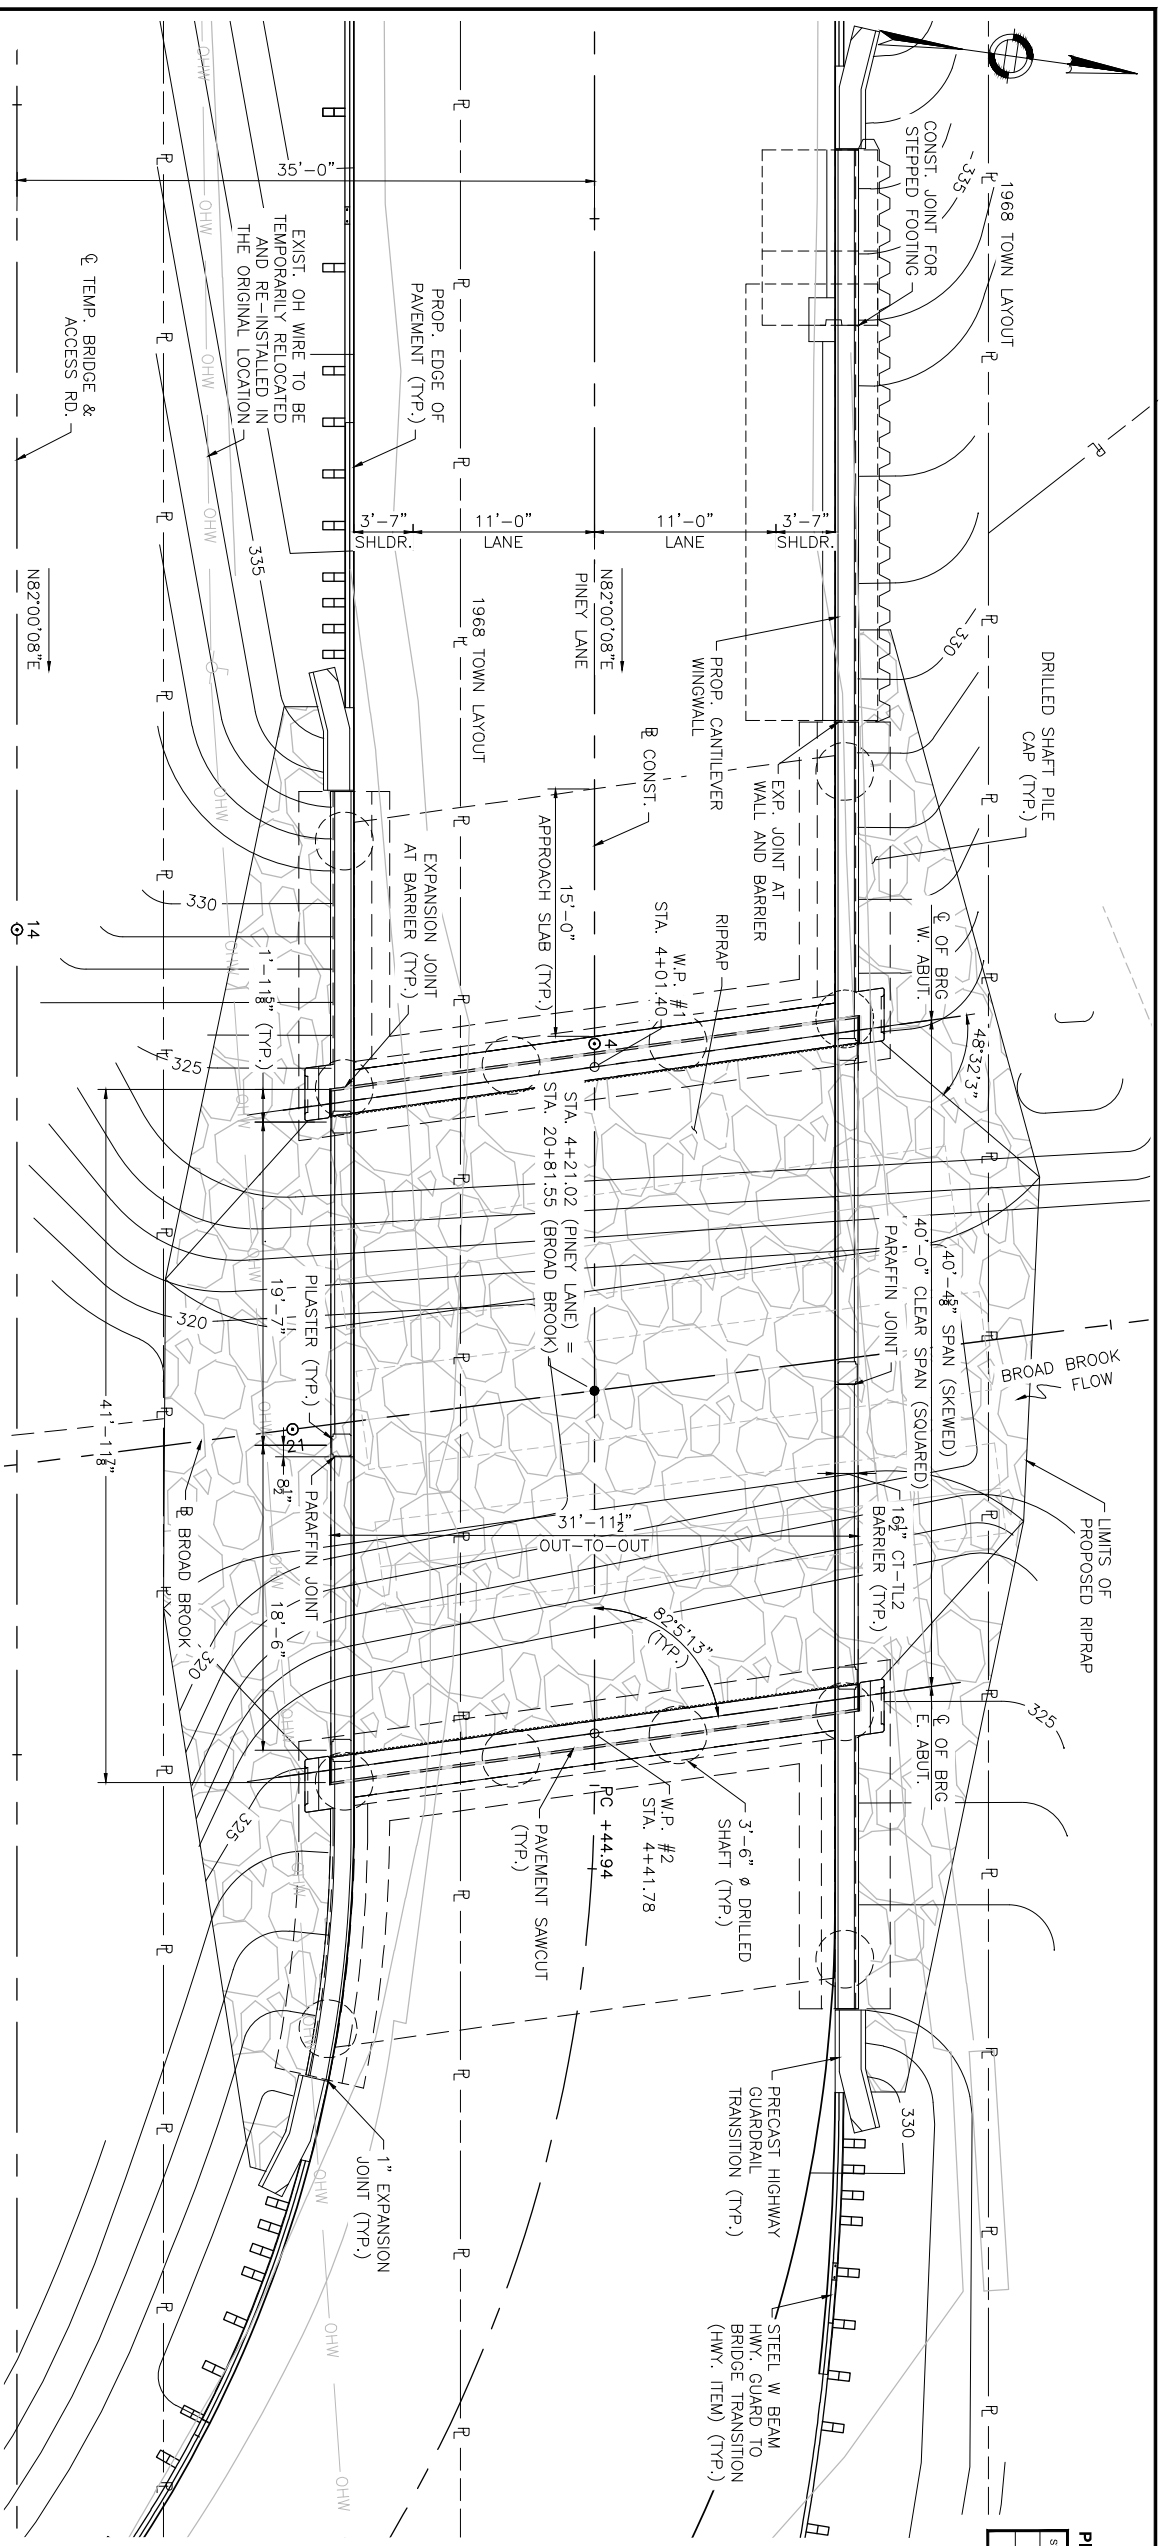 1968 TOWN LAYOUT
CONST. JOINT FOR
STEPPED FOOTING
335
35'-0"
EXIST. OH WIRE TO BE
TEMPORARILY RELOCATED
AND RE-INSTALLED IN
THE ORIGINAL LOCATION
PROP. EDGE OF
PAVEMENT (TYP.)
℄ TEMP. BRIDGE &
ACCESS RD.
3'-7"
SHLDR.
11'-0"
LANE
11'-0"
LANE
3'-7"
SHLDR.
335
N82°00'08"E
N82°00'08"E
PINEY LANE
1968 TOWN LAYOUT
330
DRILLED SHAFT PILE
CAP (TYP.)
PROP. CANTILEVER
WINGWALL
EXP. JOINT AT
WALL AND BARRIER
RIPRAP
CONST.
15'-0"
APPROACH SLAB (TYP.)
EXPANSION JOINT
AT BARRIER (TYP.)
W.P. #1
STA. 4+01.40
℄ OF BRG
W. ABUT.
48°32'3"
330
14
1'-11⅝" (TYP.)
325
4
STA. 4+21.02 (PINEY LANE) =
STA. 20+81.55 (BROAD BROOK)
40'-4⅝" SPAN (SKEWED)
40'-0" CLEAR SPAN (SQUARED)
PARAFFIN JOINT
BROAD BROOK
FLOW
320
PILASTER (TYP.)
19'-7"
41'-11⅞"
21
8½"
PARAFFIN JOINT
BROAD BROOK
18'-6"
31'-11½"
OUT-TO-OUT
16½" CT-TL2
BARRIER (TYP.)
LIMITS OF
PROPOSED RIPRAP
82°5'13"
(TYP.)
320
325
℄ OF BRG
E. ABUT.
325
3'-6" ø DRILLED
SHAFT (TYP.)
W.P. #2
STA. 4+41.78
PC +44.94
PAVEMENT SAWCUT
(TYP.)
1" EXPANSION
JOINT (TYP.)
330
PRECAST HIGHWAY
GUARDRAIL
TRANSITION (TYP.)
STEEL W BEAM
HWY. GUARD TO
BRIDGE TRANSITION
(HWY. ITEM) (TYP.)
OHW
OHW
OHW
OHW
OHW
OHW
OHW
OHW
OHW